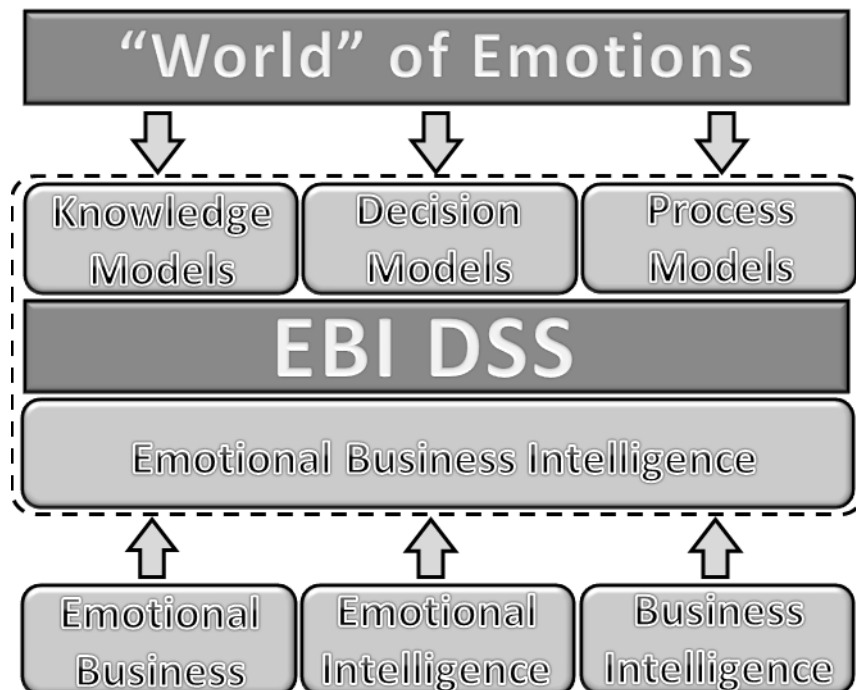 “World” of Emotions
Knowledge
Models
Decision
Models
Process
Models
EBI DSS
Emotional Business Intelligence
Emotional
Business
Emotional
Intelligence
Business
Intelligence